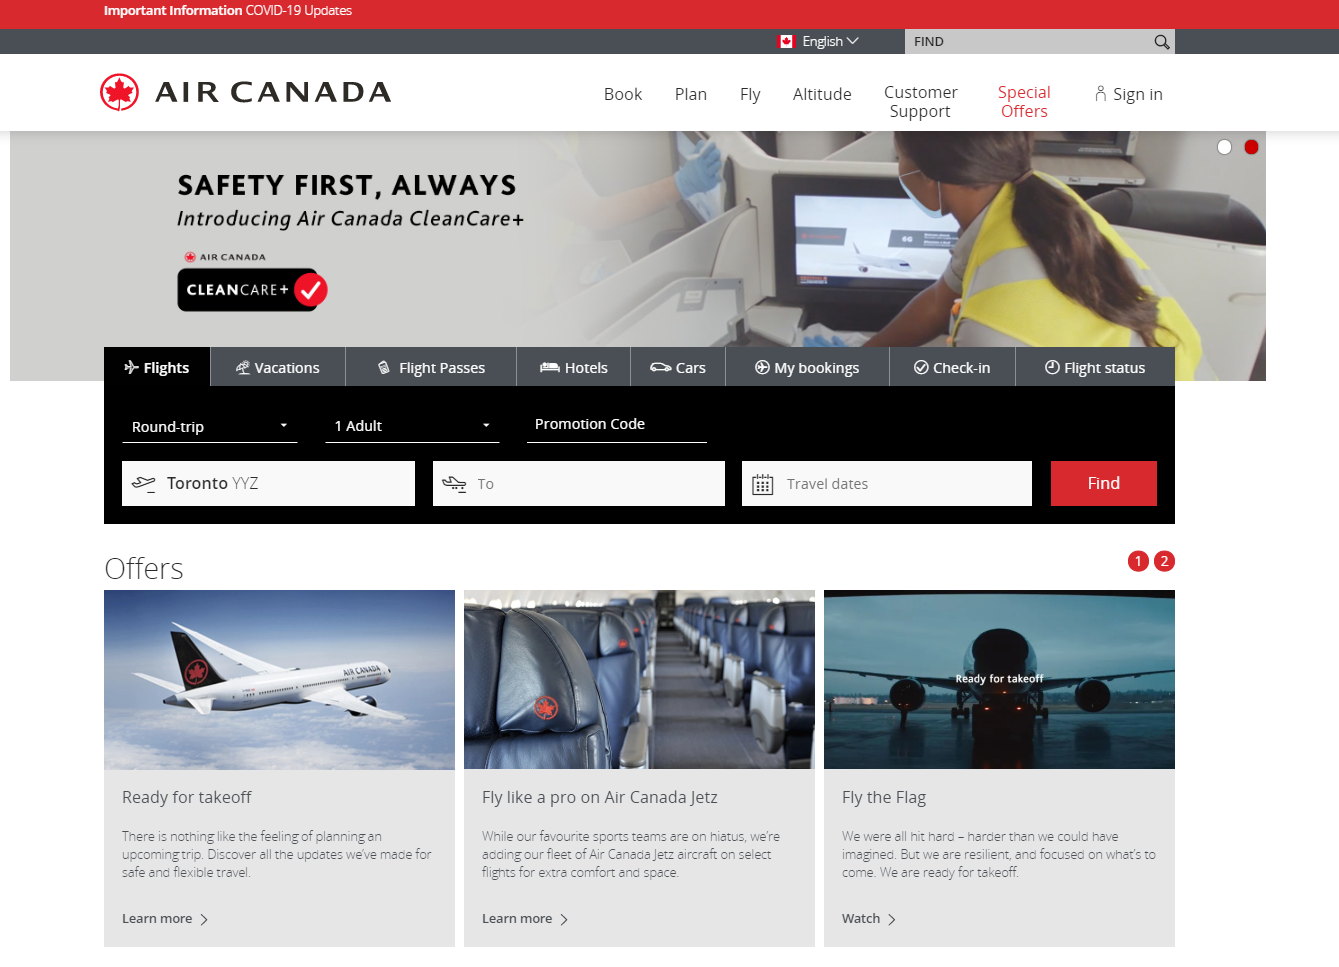 Important Information COVID-19 Updates
English
FIND
AIR CANADA
Book
Plan
Fly
Altitude
Customer
Support
Special
Offers
Sign in
SAFETY FIRST, ALWAYS
Introducing Air Canada CleanCare+
AIR CANADA
CLEANCARE+
Flights
Vacations
Flight Passes
Hotels
Cars
My bookings
Check-in
Flight status
Round-trip
1 Adult
Promotion Code
Toronto YYZ
To
Travel dates
Find
Offers
1
2
AIR CANADA
Ready for takeoff
Ready for takeoff
There is nothing like the feeling of planning an
upcoming trip. Discover all the updates we've made for
safe and flexible travel.
Learn more
Fly like a pro on Air Canada Jetz
While our favourite sports teams are on hiatus, we're
adding our fleet of Air Canada Jetz aircraft on select
flights for extra comfort and space.
Learn more
Fly the Flag
We were all hit hard – harder than we could have
imagined. But we are resilient, and focused on what's to
come. We are ready for takeoff.
Watch